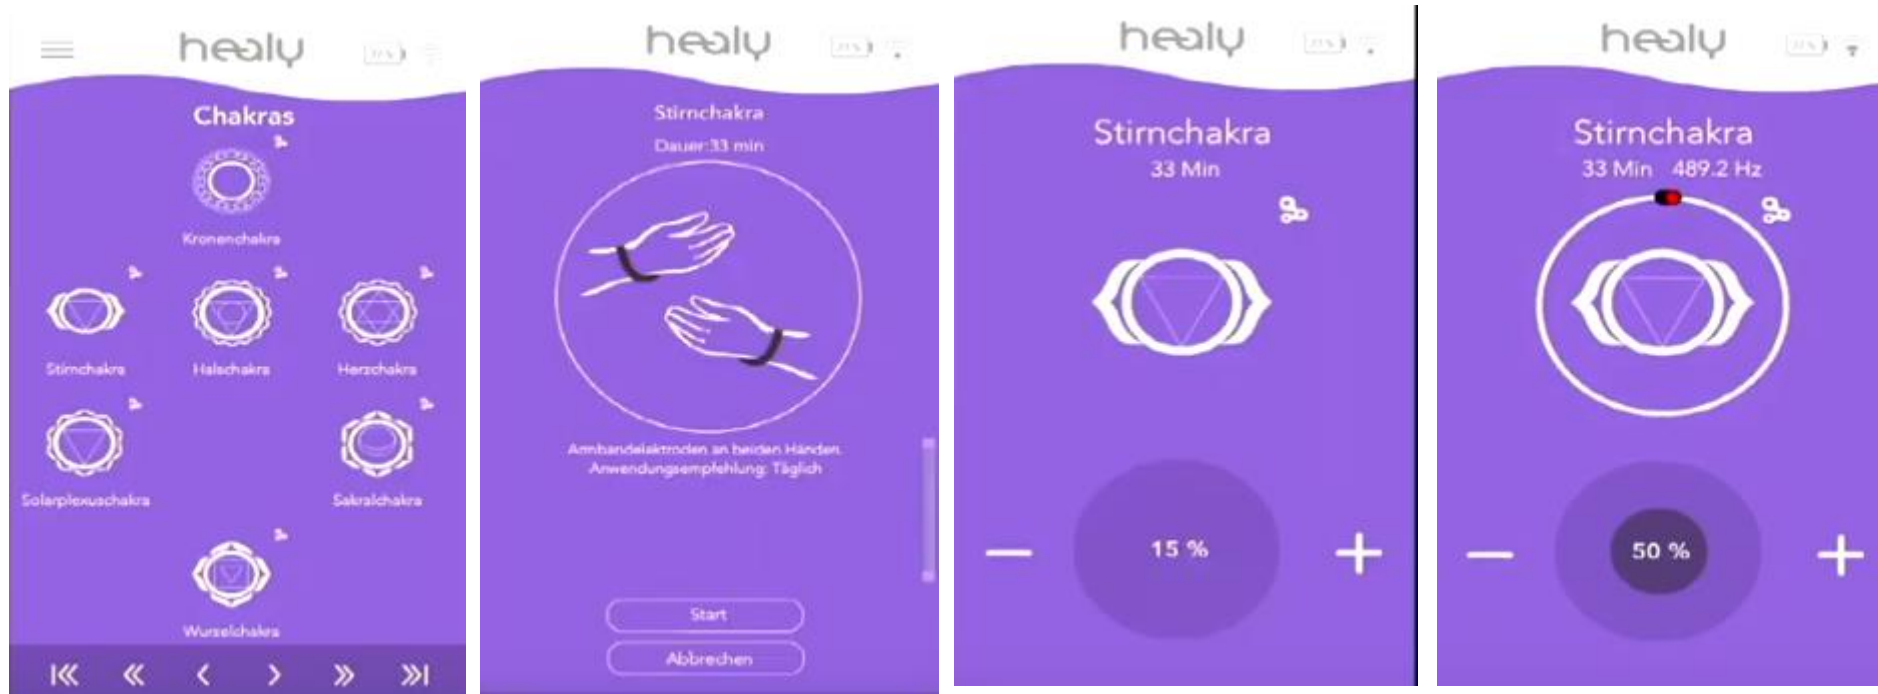 healy
Chakras
Kronenchakra
Stirnchakra
Halschakra
Herzchakra
Solarplexuschakra
Sakralchakra
Wurzelchakra
healy
Stirnchakra
Dauer:33 min
Armbandelektroden an beiden Händen.
Anwendungsempfehlung: Täglich
Start
Abbrechen
healy
Stirnchakra
33 Min
15 %
healy
Stirnchakra
33 Min 489.2 Hz
50 %